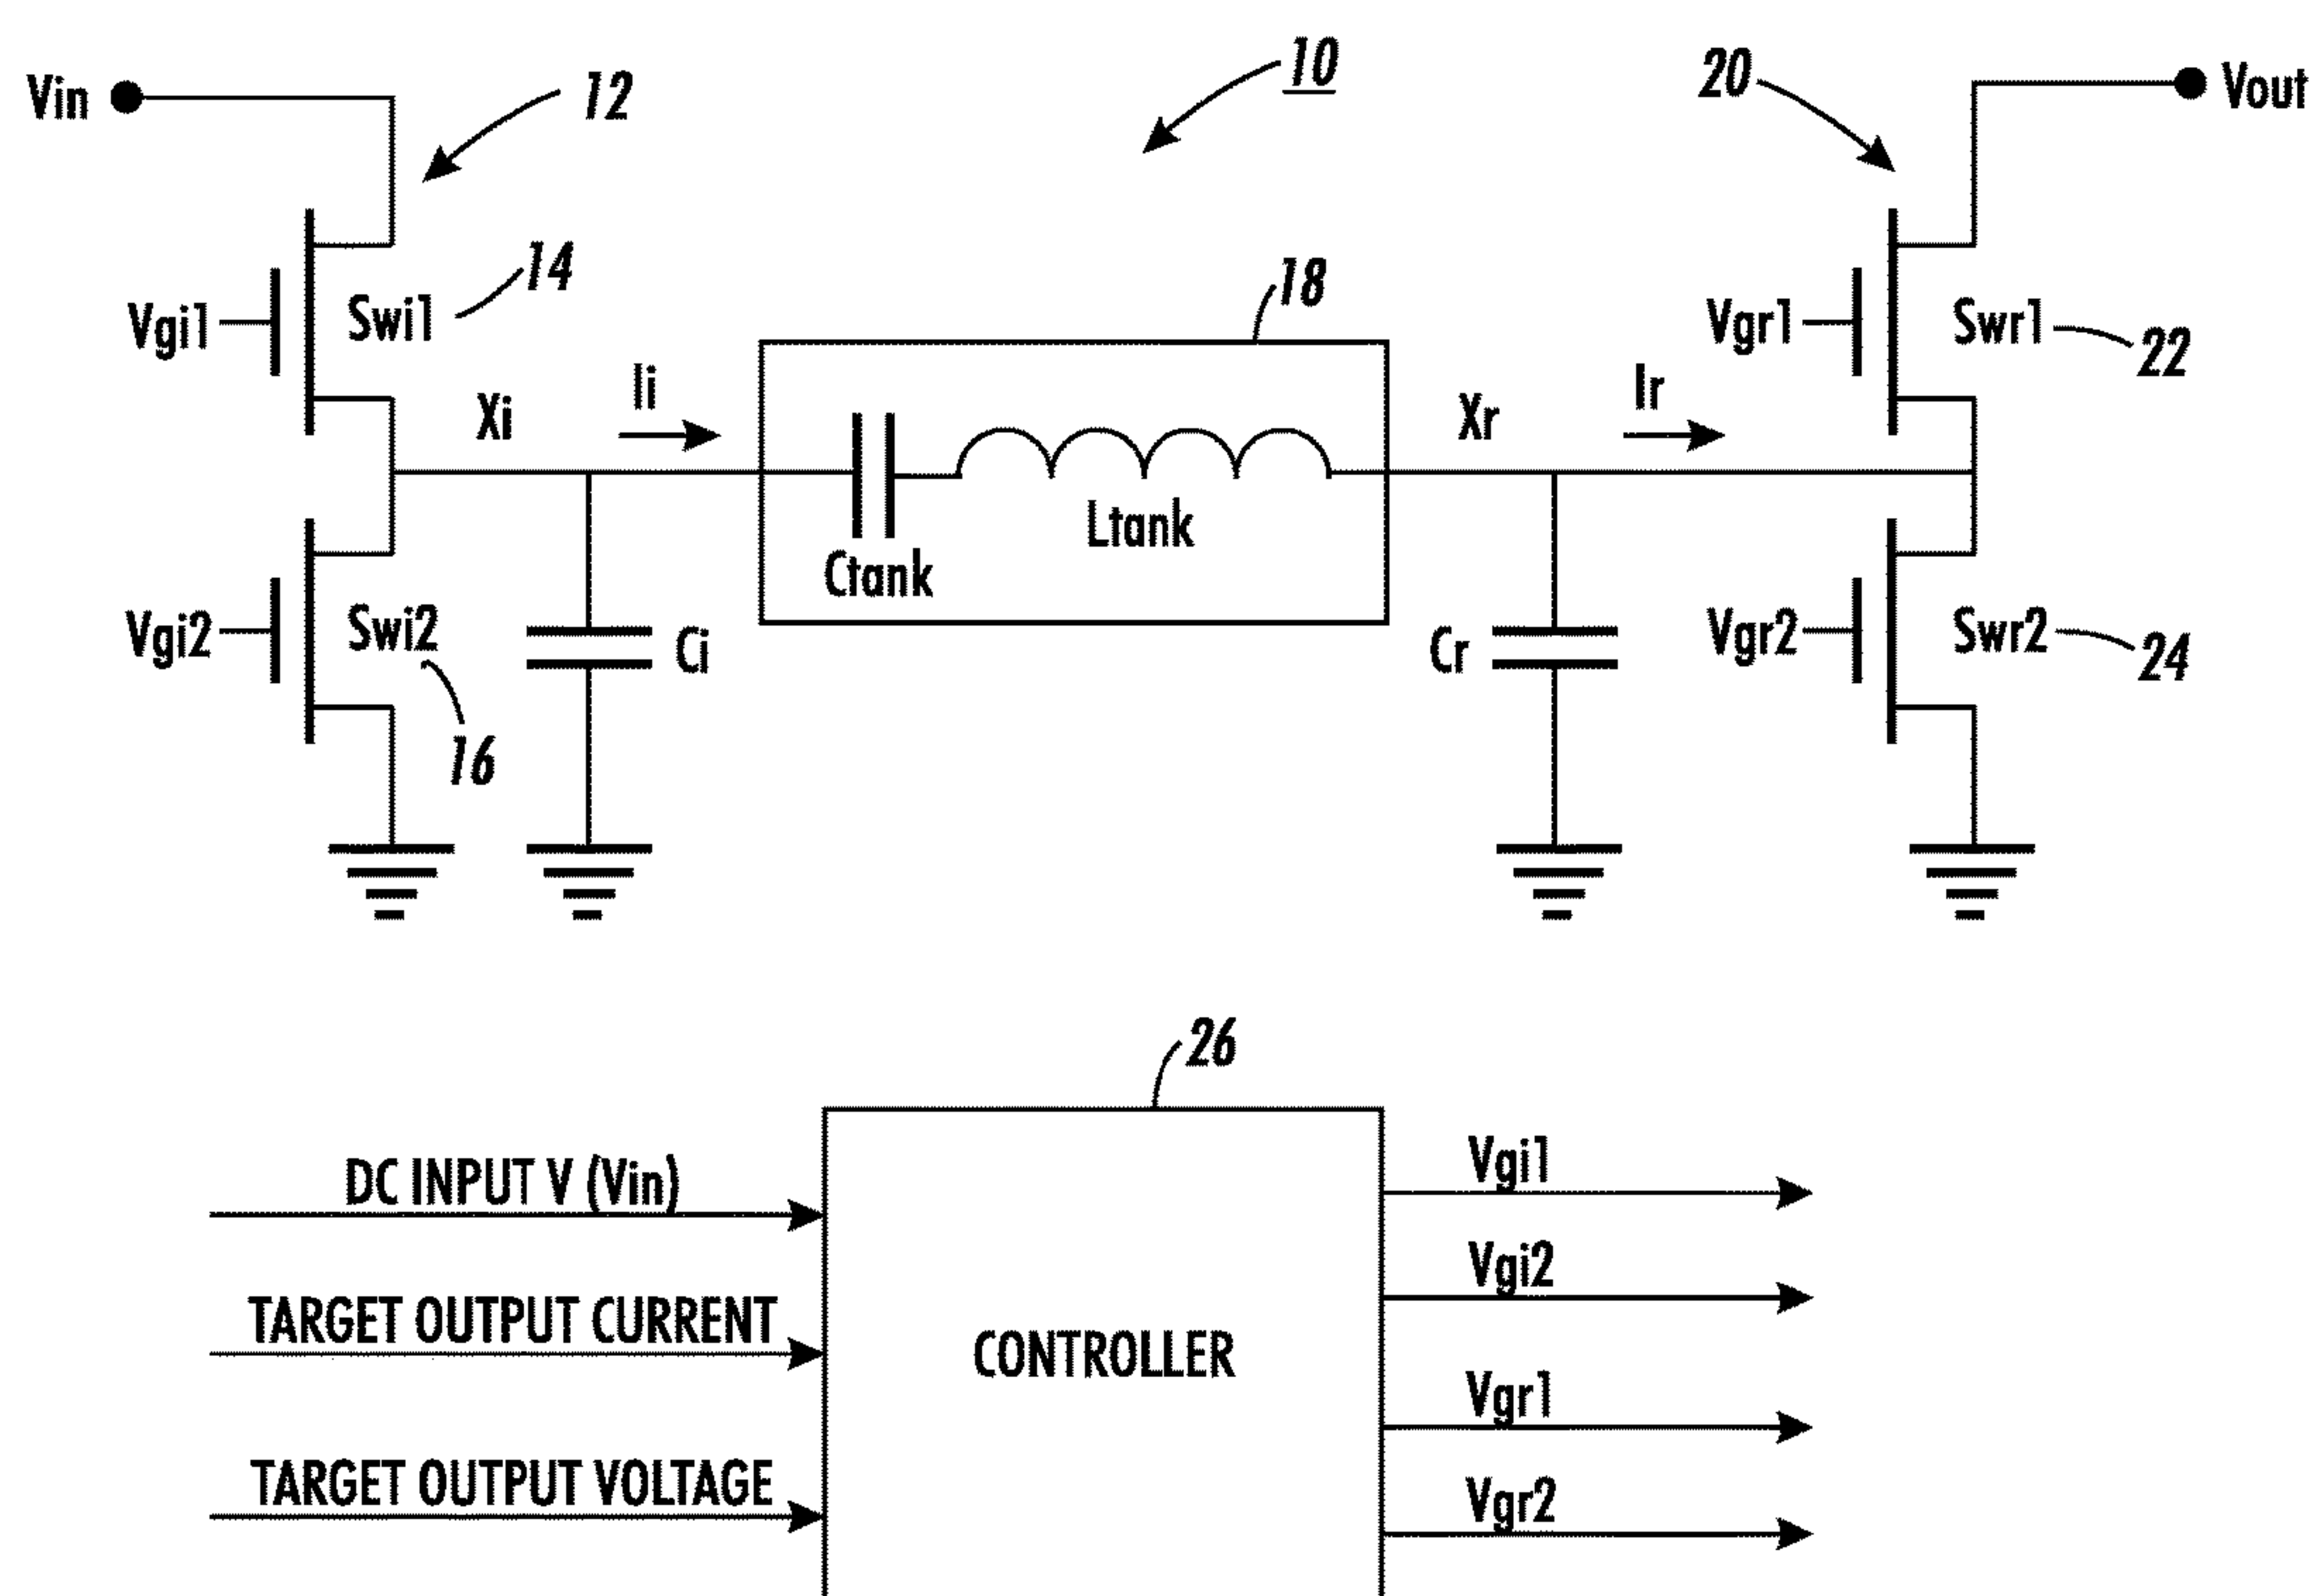 10
Vin
12
20
Vout
Vgi1
Swi1
14
18
Vgr1
Swr1
22
Xi
Ii
Xr
Ir
Ctank
Ltank
Vgi2
Swi2
16
Ci
Cr
Vgr2
Swr2
24
26
DC INPUT V (Vin)
TARGET OUTPUT CURRENT
TARGET OUTPUT VOLTAGE
CONTROLLER
Vgi1
Vgi2
Vgr1
Vgr2